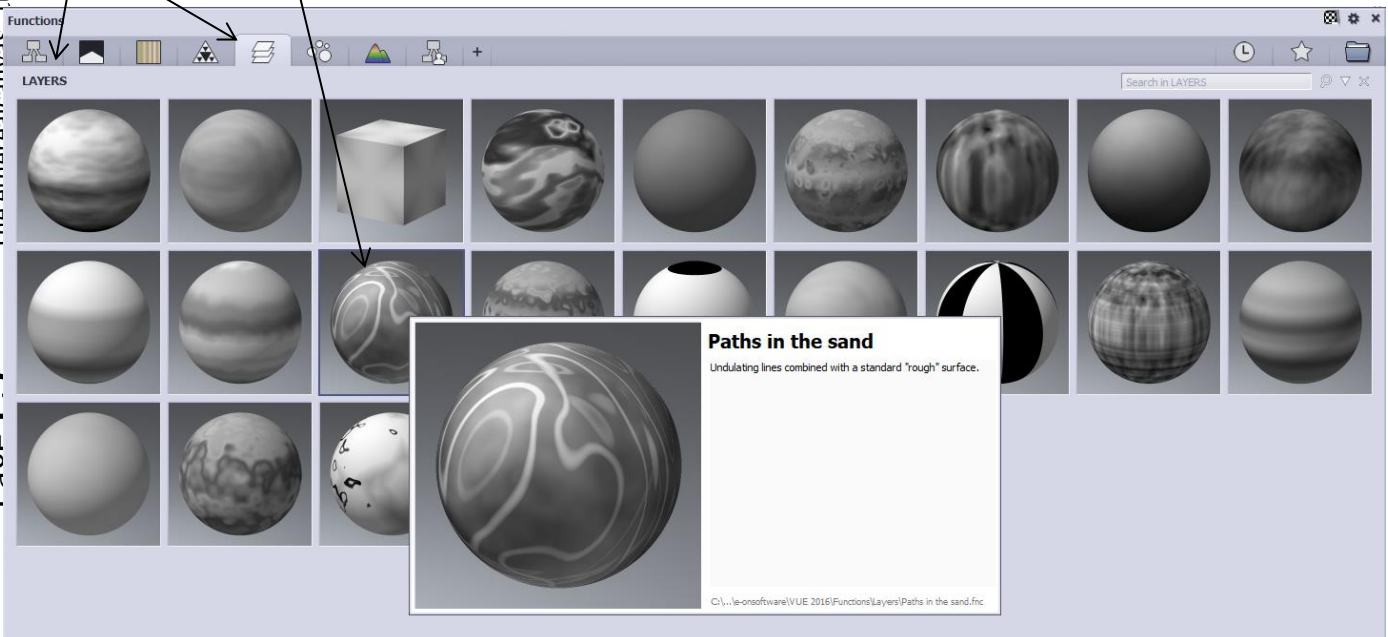 Functions
+
LAYERS
Search in LAYERS
Paths in the sand
Undulating lines combined with a standard "rough" surface.
C:\...\e-onsoftware\VUE 2016\Functions\Layers\Paths in the sand.fnc